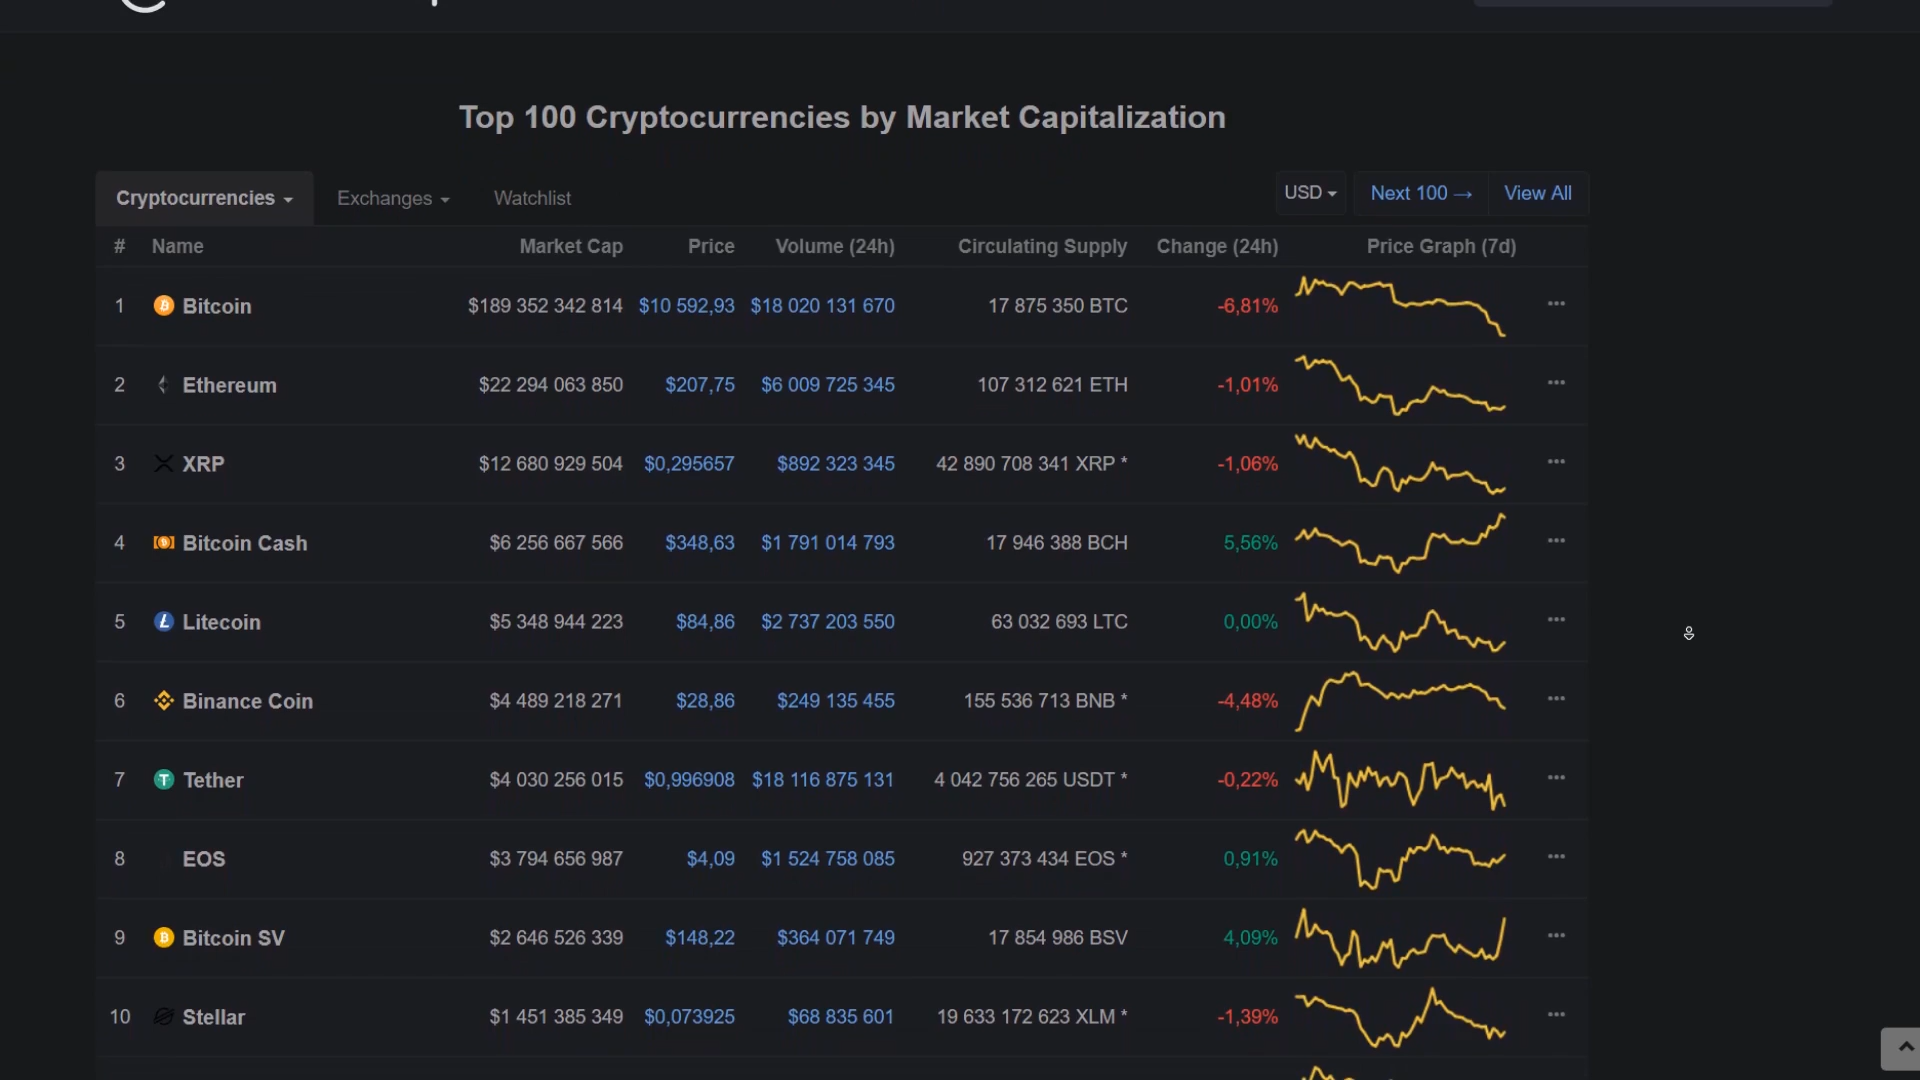 Top 100 Cryptocurrencies by Market Capitalization
Cryptocurrencies Exchanges Watchlist USD Next 100 → View All
# Name Market Cap Price Volume (24h) Circulating Supply Change (24h) Price Graph (7d)
1 Bitcoin $189 352 342 814 $10 592,93 $18 020 131 670 17 875 350 BTC -6,81%
2 Ethereum $22 294 063 850 $207,75 $6 009 725 345 107 312 621 ETH -1,01%
3 XRP $12 680 929 504 $0,295657 $892 323 345 42 890 708 341 XRP * -1,06%
4 Bitcoin Cash $6 256 667 566 $348,63 $1 791 014 793 17 946 388 BCH 5,56%
5 Litecoin $5 348 944 223 $84,86 $2 737 203 550 63 032 693 LTC 0,00%
6 Binance Coin $4 489 218 271 $28,86 $249 135 455 155 536 713 BNB * -4,48%
7 Tether $4 030 256 015 $0,996908 $18 116 875 131 4 042 756 265 USDT * -0,22%
8 EOS $3 794 656 987 $4,09 $1 524 758 085 927 373 434 EOS * 0,91%
9 Bitcoin SV $2 646 526 339 $148,22 $364 071 749 17 854 986 BSV 4,09%
10 Stellar $1 451 385 349 $0,073925 $68 835 601 19 633 172 623 XLM * -1,39%